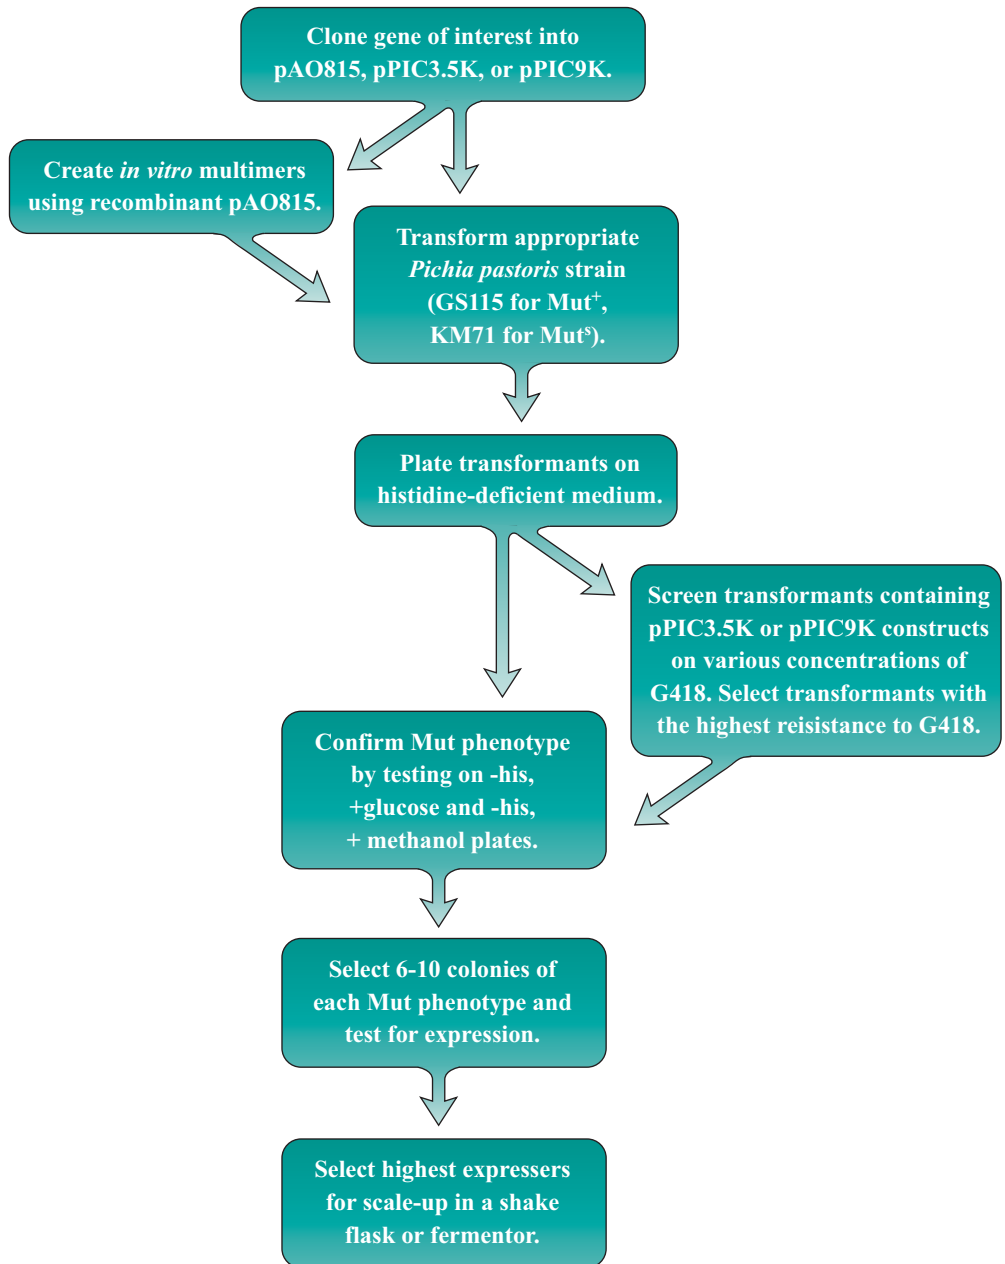 Clone gene of interest into
pAO815, pPIC3.5K, or pPIC9K.
Create in vitro multimers
using recombinant pAO815.
Transform appropriate
Pichia pastoris strain
(GS115 for Mut⁺,
KM71 for Mutˢ).
Plate transformants on
histidine-deficient medium.
Screen transformants containing
pPIC3.5K or pPIC9K constructs
on various concentrations of
G418. Select transformants with
the highest reisistance to G418.
Confirm Mut phenotype
by testing on -his,
+glucose and -his,
+ methanol plates.
Select 6-10 colonies of
each Mut phenotype and
test for expression.
Select highest expressers
for scale-up in a shake
flask or fermentor.